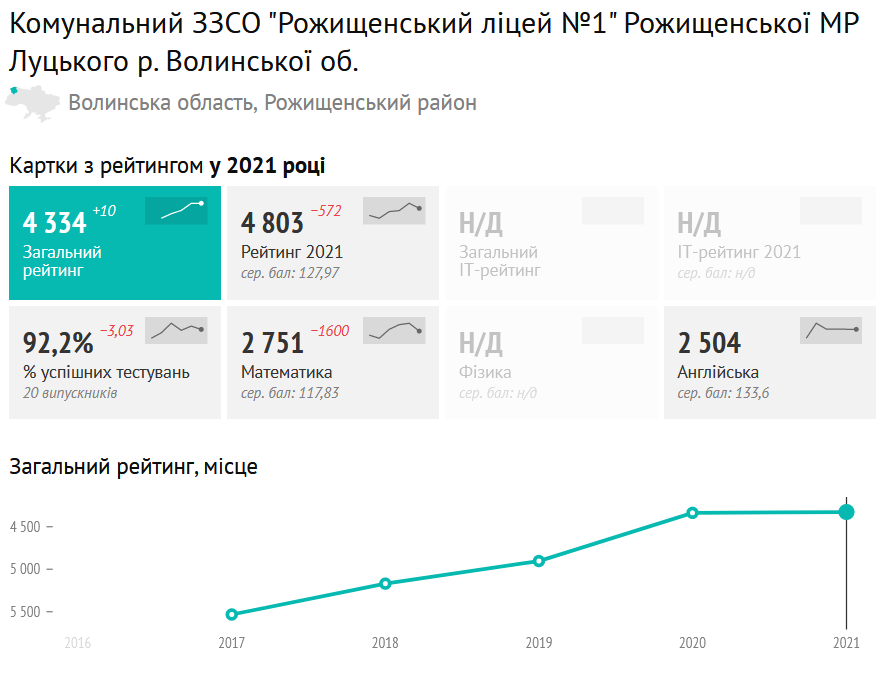 Комунальний ЗЗСО "Рожищенський ліцей №1" Рожищенської МР
Луцького р. Волинської об.
Волинська область, Рожищенський район
Картки з рейтингом у 2021 році
4 334 +10
Загальний
рейтинг
4 803 −572
Рейтинг 2021
сер. бал: 127,97
Н/Д
Загальний
ІТ-рейтинг
Н/Д
ІТ-рейтинг 2021
сер. бал: н/д
92,2% −3,03
% успішних тестувань
20 випускників
2 751 −1600
Математика
сер. бал: 117,83
Н/Д
Фізика
сер. бал: н/д
2 504
Англійська
сер. бал: 133,6
Загальний рейтинг, місце
4 500
5 000
5 500
2016 2017 2018 2019 2020 2021